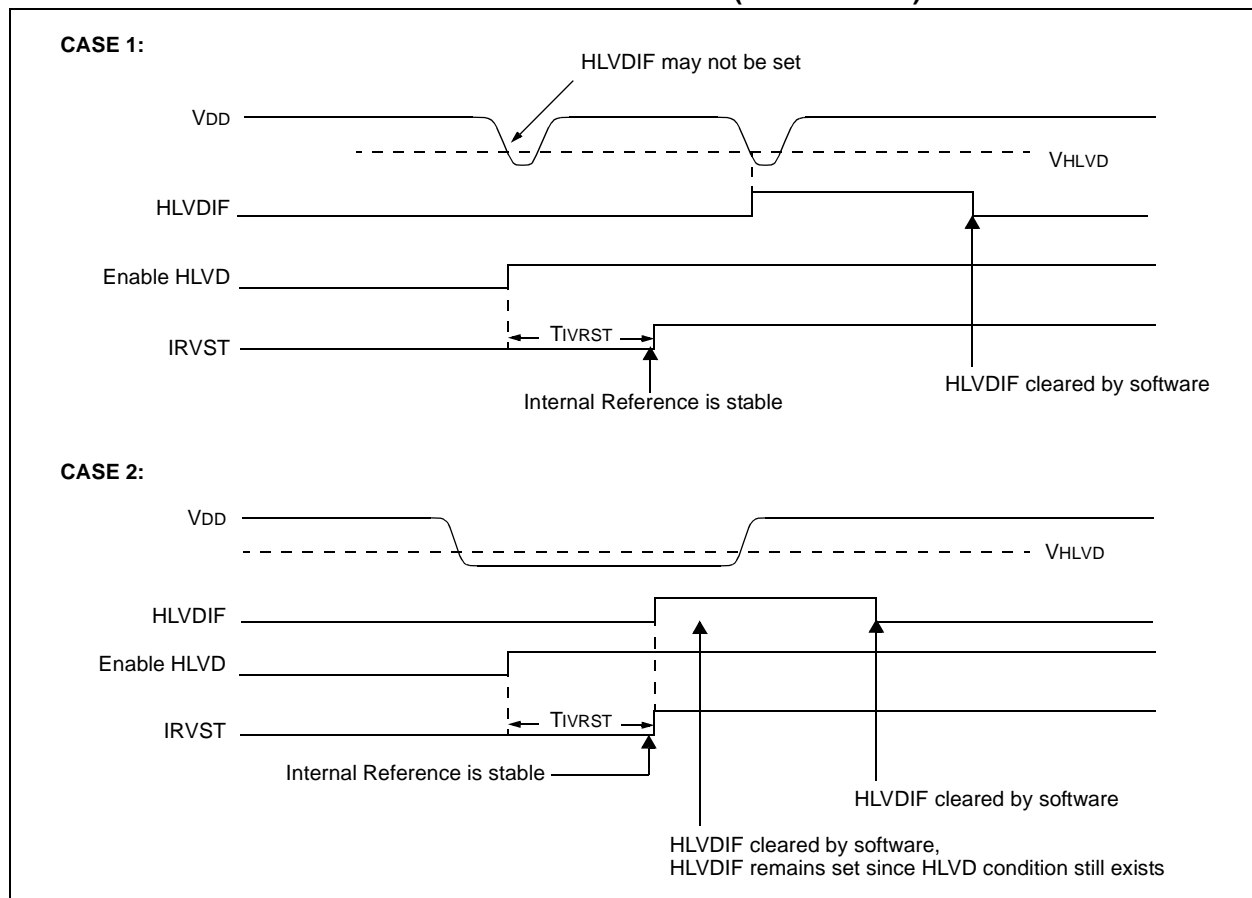 CASE 1:
HLVDIF may not be set
VDD
VHLVD
HLVDIF
Enable HLVD
TIVRST
IRVST
HLVDIF cleared by software
Internal Reference is stable
CASE 2:
VDD
VHLVD
HLVDIF
Enable HLVD
TIVRST
IRVST
Internal Reference is stable
HLVDIF cleared by software
HLVDIF cleared by software,
HLVDIF remains set since HLVD condition still exists